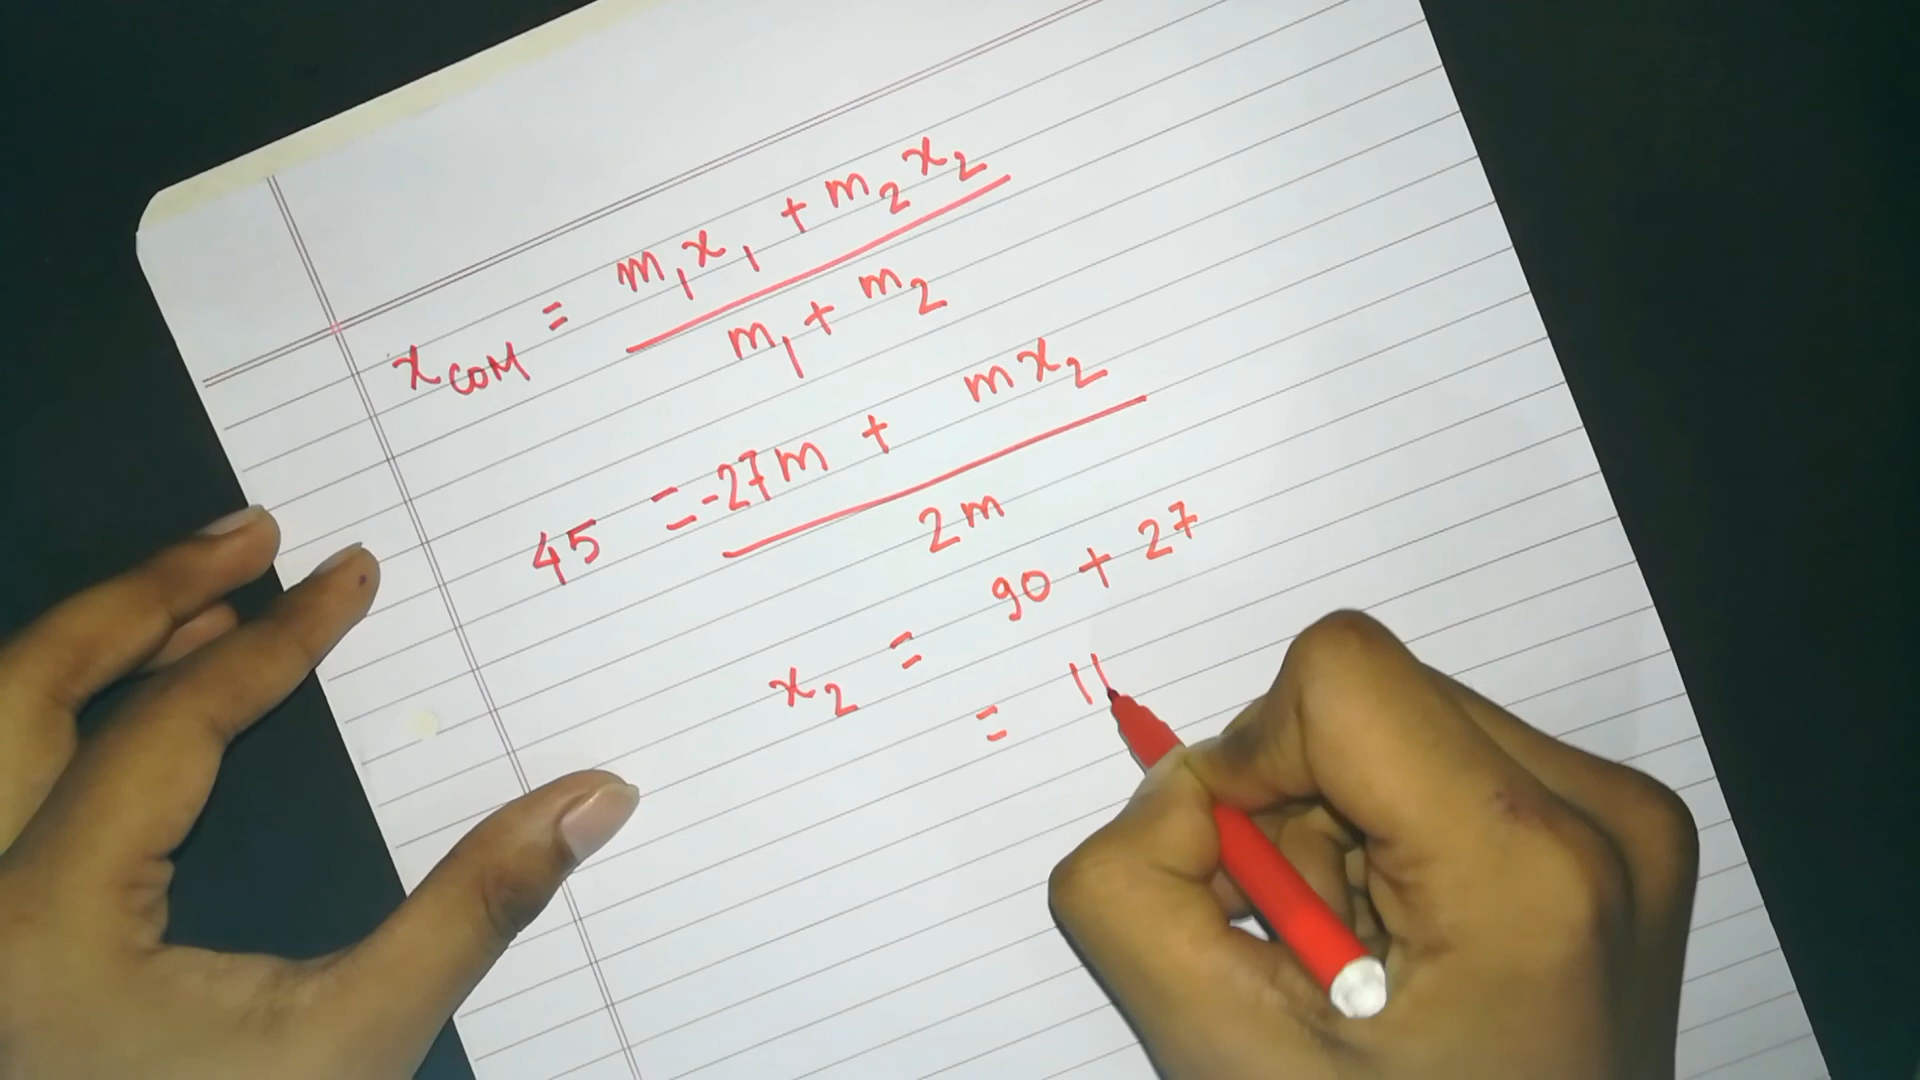 x_COM = (m₁x₁ + m₂x₂) / (m₁ + m₂)
45 = (-27m + mx₂) / 2m
x₂ = 90 + 27
= 11